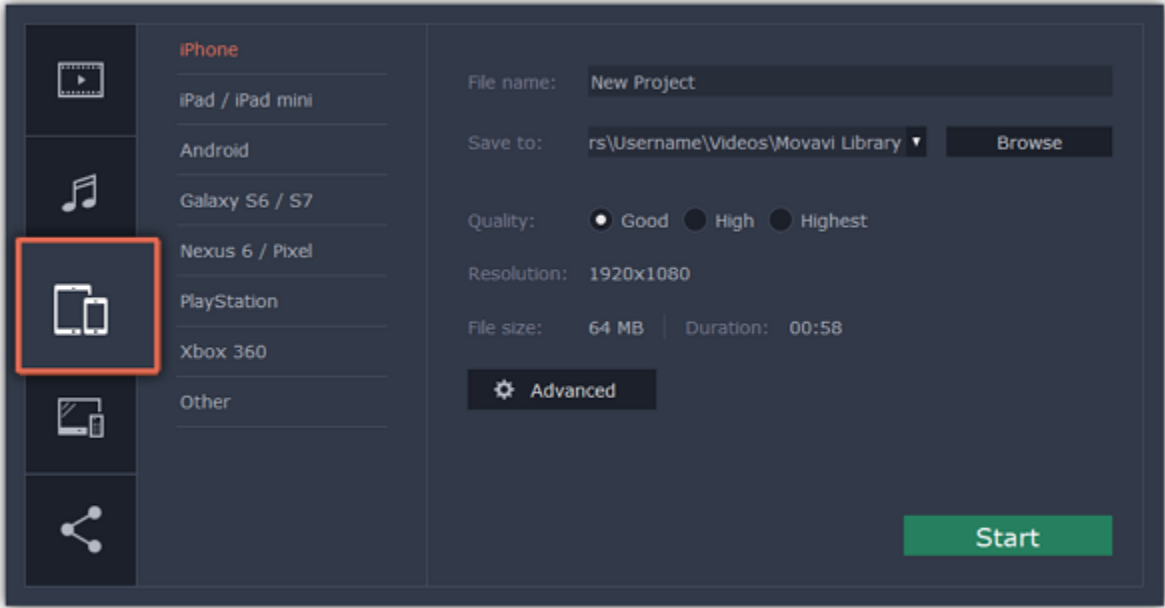 iPhone
iPad / iPad mini
Android
Galaxy S6 / S7
Nexus 6 / Pixel
PlayStation
Xbox 360
Other
File name: New Project
Save to: rs\Username\Videos\Movavi Library Browse
Quality: Good High Highest
Resolution: 1920x1080
File size: 64 MB Duration: 00:58
Advanced
Start